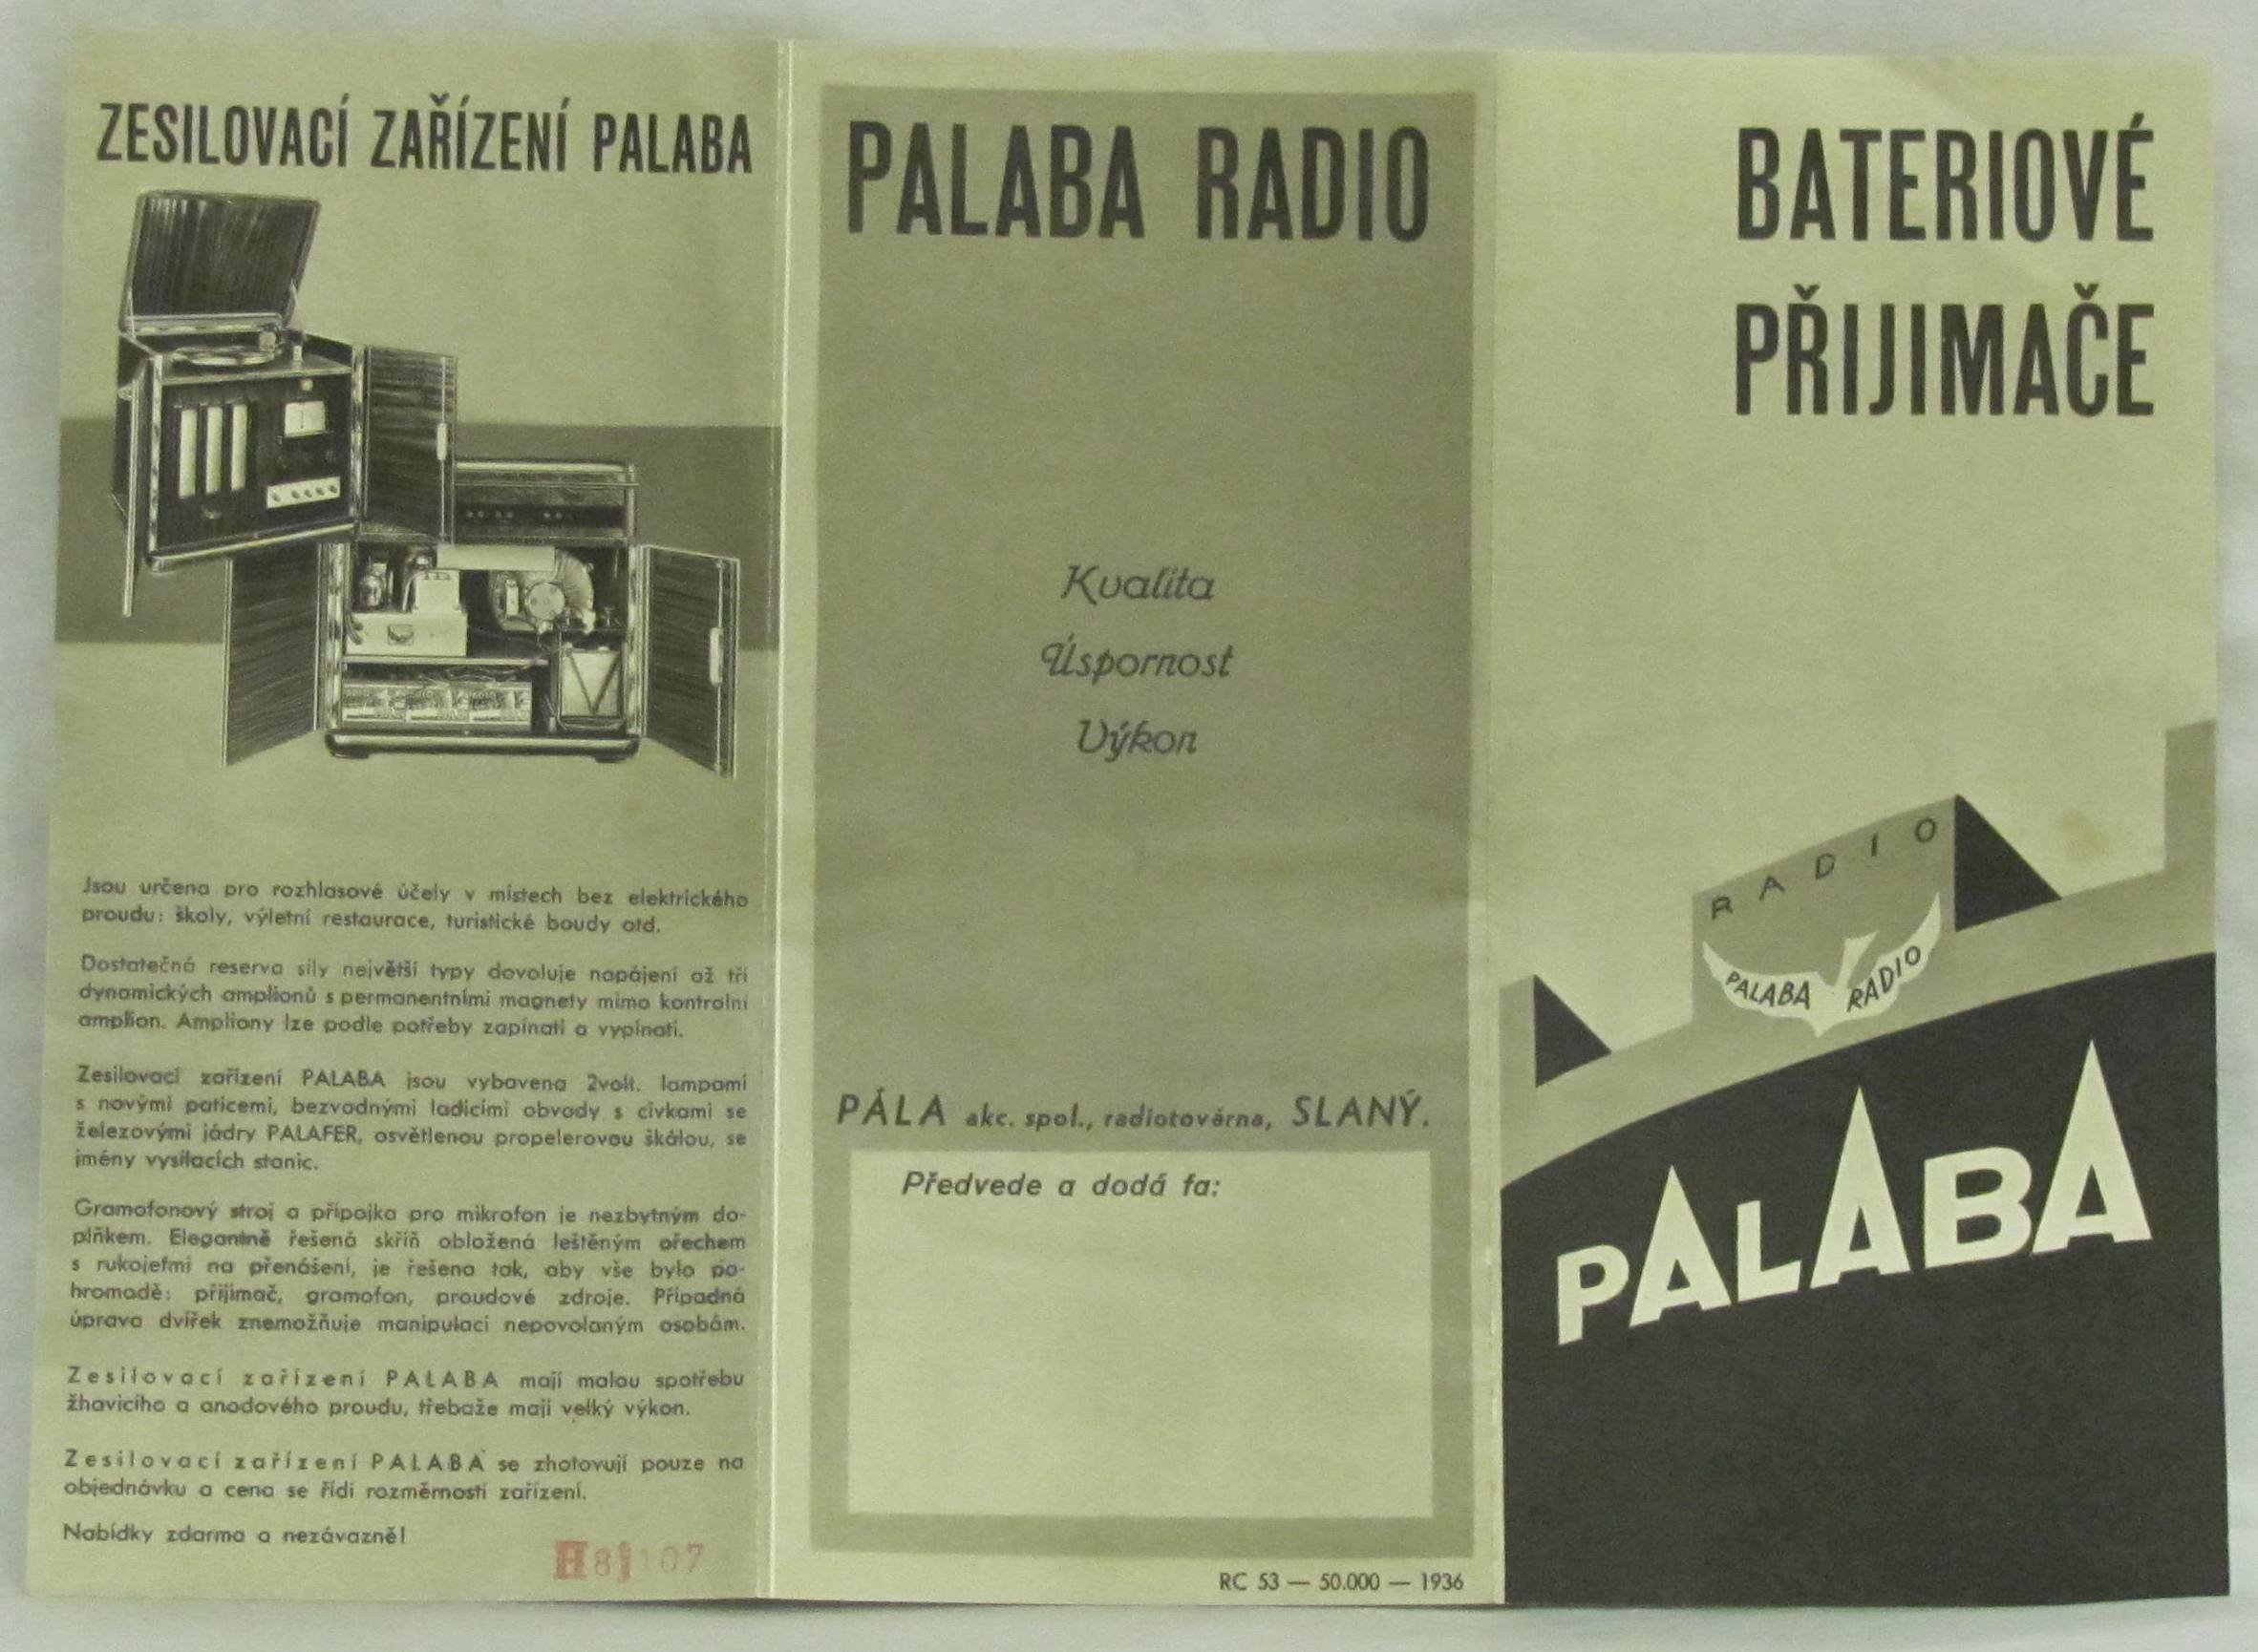 ZESILOVACÍ ZAŘÍZENÍ PALABA
Jsou určena pro rozhlasové účely v místech bez elektrického
proudu: školy, výletní restaurace, turistické boudy atd.
Dostatečná reserva síly největší typy dovoluje napájení až tří
dynamických amplionů s permanentními magnety mimo kontrolní
amplion. Ampliony lze podle potřeby zapínati a vypínati.
Zesilovací zařízení PALABA jsou vybavena 2volt. lampami
s novými paticemi, bezvadnými ladicími obvody s cívkami se
železovými jádry PALAFER, osvětlenou propelerovou škálou, se
jmény vysílacích stanic.
Gramofonový stroj a přípojka pro mikrofon je nezbytným do-
plňkem. Elegantně řešená skříň obložená leštěným ořechem
s rukojeťmi na přenášení, je řešena tak, aby vše bylo po-
hromadě: přijimač, gramofon, proudové zdroje. Případná
úprava dvířek znemožňuje manipulaci nepovolaným osobám.
Zesilovací zařízení PALABA mají malou spotřebu
žhavicího a anodového proudu, třebaže mají velký výkon.
Zesilovací zařízení PALABA se zhotovují pouze na
objednávku a cena se řídí rozměrností zařízení.
Nabídky zdarma a nezávazně!
PALABA RADIO
Kvalita
Úspornost
Výkon
PÁLA akc. spol., radiotovárna, SLANÝ.
Předvede a dodá fa:
RC 53 — 50.000 — 1936
BATERIOVÉ
PŘIJIMAČE
RADIO
PALABA RADIO
PALABA